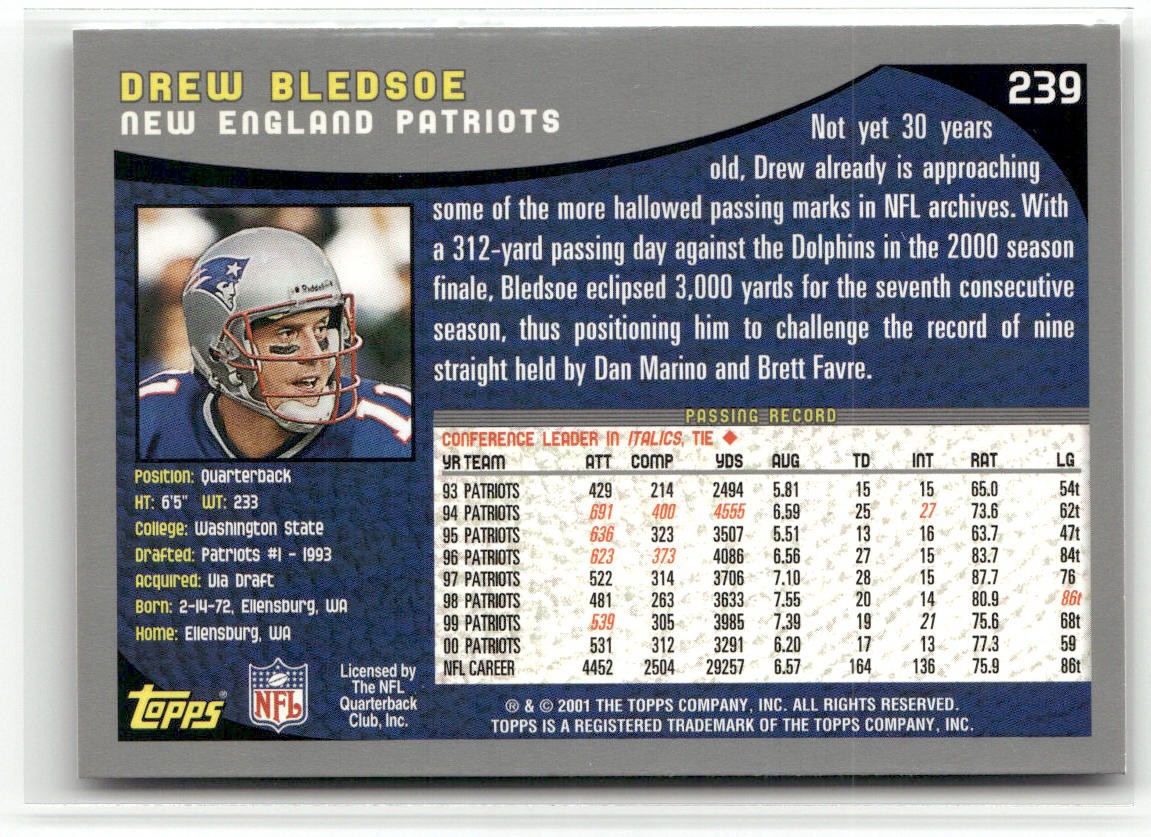 DREW BLEDSOE
NEW ENGLAND PATRIOTS
239
Not yet 30 years
old, Drew already is approaching
some of the more hallowed passing marks in NFL archives. With
a 312-yard passing day against the Dolphins in the 2000 season
finale, Bledsoe eclipsed 3,000 yards for the seventh consecutive
season, thus positioning him to challenge the record of nine
straight held by Dan Marino and Brett Favre.
Riddell
11
Position: Quarterback
HT: 6'5" WT: 233
College: Washington State
Drafted: Patriots #1 - 1993
Acquired: Via Draft
Born: 2-14-72, Ellensburg, WA
Home: Ellensburg, WA
PASSING RECORD
CONFERENCE LEADER IN ITALICS, TIE ◆
YR TEAM ATT COMP YDS AVG TD INT RAT LG
93 PATRIOTS 429 214 2494 5.81 15 15 65.0 54t
94 PATRIOTS 691 400 4555 6.59 25 27 73.6 62t
95 PATRIOTS 636 323 3507 5.51 13 16 63.7 47t
96 PATRIOTS 623 373 4086 6.56 27 15 83.7 84t
97 PATRIOTS 522 314 3706 7.10 28 15 87.7 76
98 PATRIOTS 481 263 3633 7.55 20 14 80.9 86t
99 PATRIOTS 539 305 3985 7.39 19 21 75.6 68t
00 PATRIOTS 531 312 3291 6.20 17 13 77.3 59
NFL CAREER 4452 2504 29257 6.57 164 136 75.9 86t
Topps®
NFL
Licensed by
The NFL
Quarterback
Club, Inc.
® & © 2001 THE TOPPS COMPANY, INC. ALL RIGHTS RESERVED.
TOPPS IS A REGISTERED TRADEMARK OF THE TOPPS COMPANY, INC.